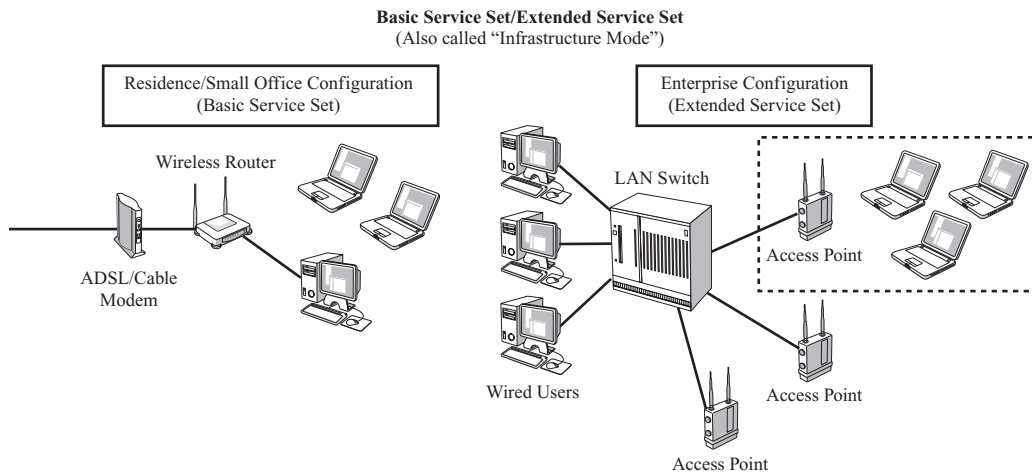 Basic Service Set/Extended Service Set
(Also called “Infrastructure Mode”)
Residence/Small Office Configuration
(Basic Service Set)
Enterprise Configuration
(Extended Service Set)
Wireless Router
ADSL/Cable
Modem
LAN Switch
Wired Users
Access Point
Access Point
Access Point